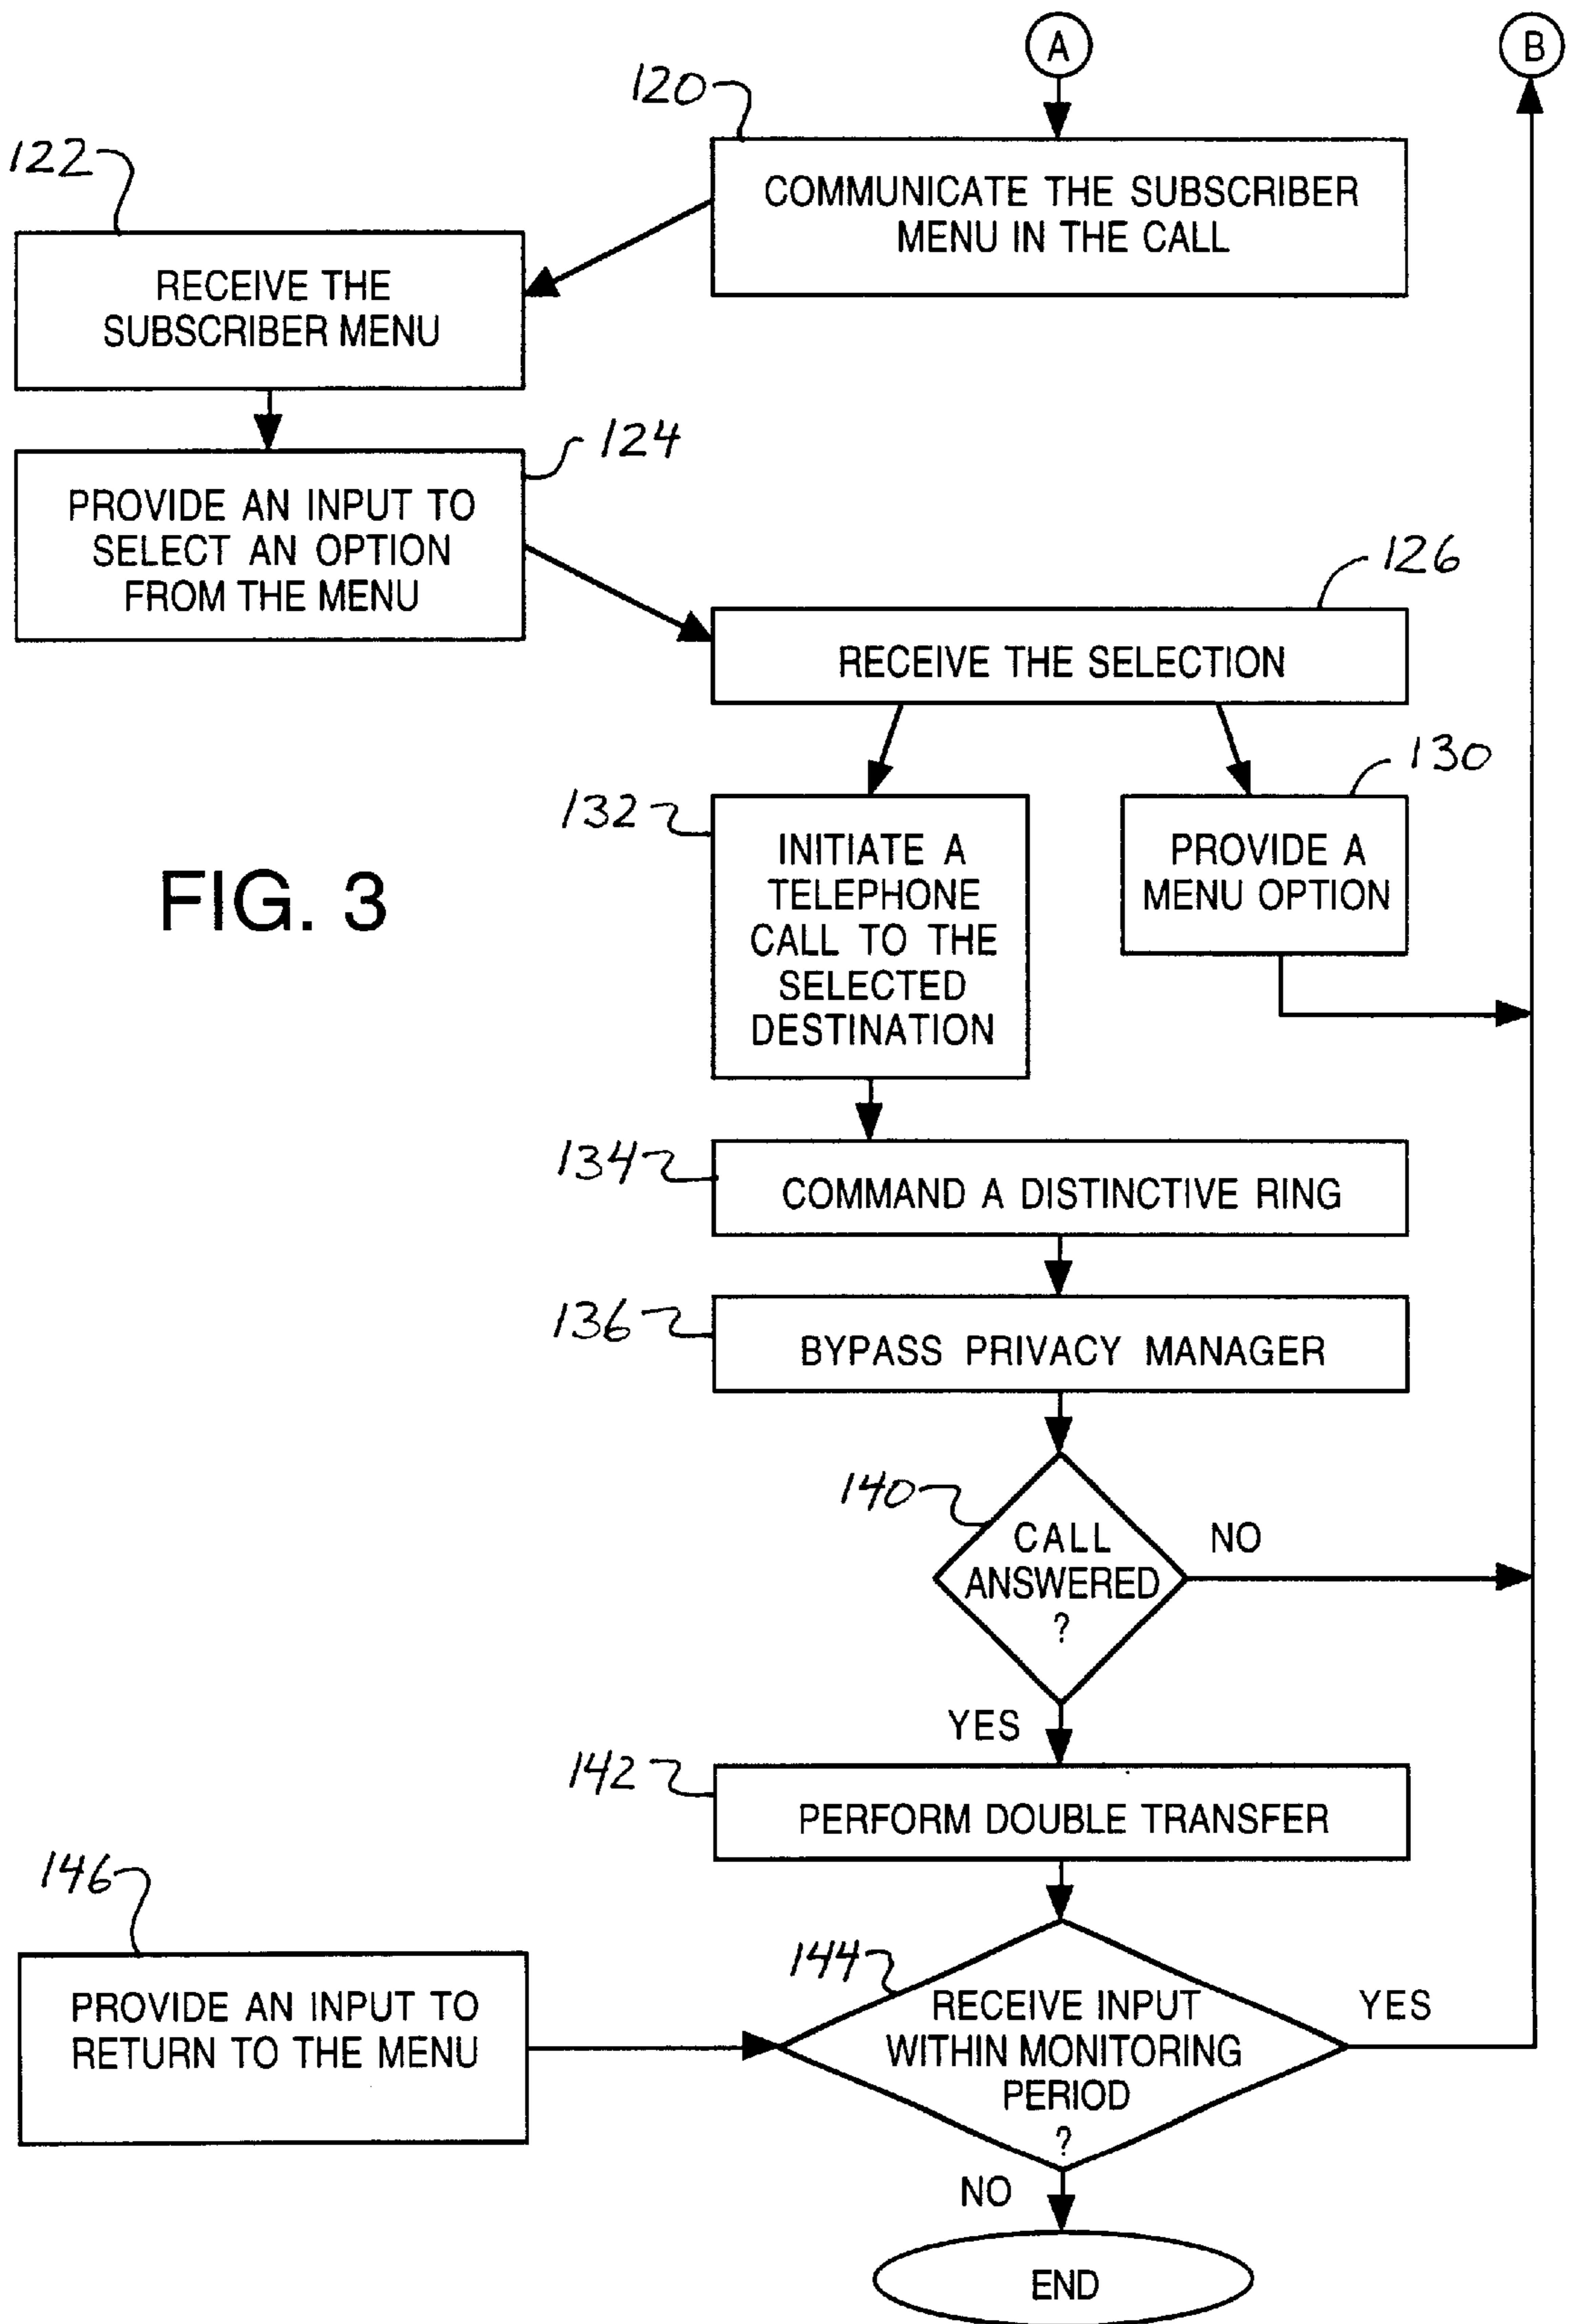 A
B
120
COMMUNICATE THE SUBSCRIBER
MENU IN THE CALL
122
RECEIVE THE
SUBSCRIBER MENU
124
PROVIDE AN INPUT TO
SELECT AN OPTION
FROM THE MENU
126
RECEIVE THE SELECTION
132
INITIATE A
TELEPHONE
CALL TO THE
SELECTED
DESTINATION
130
PROVIDE A
MENU OPTION
FIG. 3
134
COMMAND A DISTINCTIVE RING
136
BYPASS PRIVACY MANAGER
140
CALL
ANSWERED
?
NO
YES
142
PERFORM DOUBLE TRANSFER
146
PROVIDE AN INPUT TO
RETURN TO THE MENU
144
RECEIVE INPUT
WITHIN MONITORING
PERIOD
?
YES
NO
END